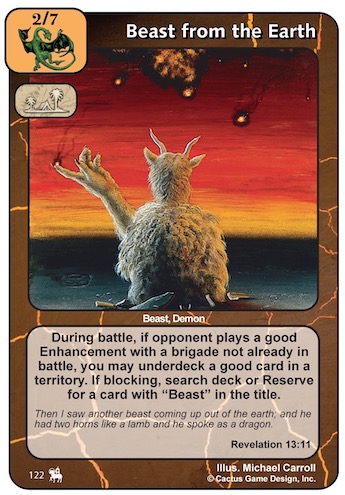 2/7
Beast from the Earth
Beast, Demon
During battle, if opponent plays a good
Enhancement with a brigade not already in
battle, you may underdeck a good card in a
territory. If blocking, search deck or Reserve
for a card with “Beast” in the title.
Then I saw another beast coming up out of the earth, and he
had two horns like a lamb and he spoke as a dragon.
Revelation 13:11
122
Illus. Michael Carroll
© Cactus Game Design, Inc.